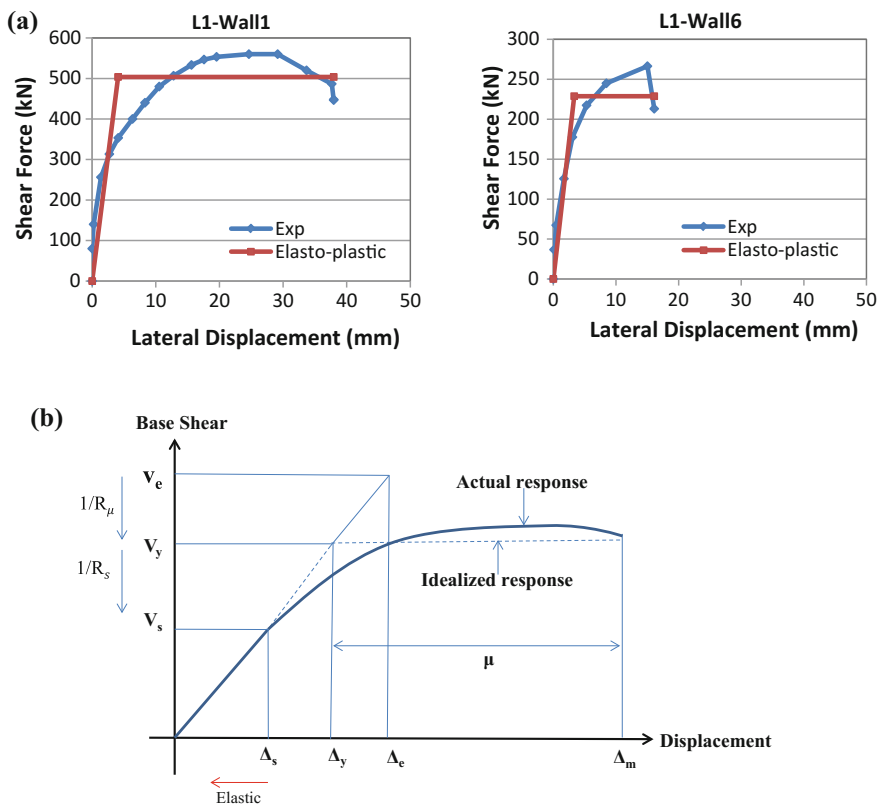 (a)
L1-Wall1
600
500
400
300
200
100
0
0 10 20 30 40 50
Shear Force (kN)
Lateral Displacement (mm)
Exp
Elasto-plastic
L1-Wall6
300
250
200
150
100
50
0
0 10 20 30 40 50
Shear Force (kN)
Lateral Displacement (mm)
Exp
Elasto-plastic
(b)
Base Shear
Ve
1/Rμ
Vy
1/RS
Vs
Actual response
Idealized response
μ
Δs Δy Δe Δm
Displacement
Elastic